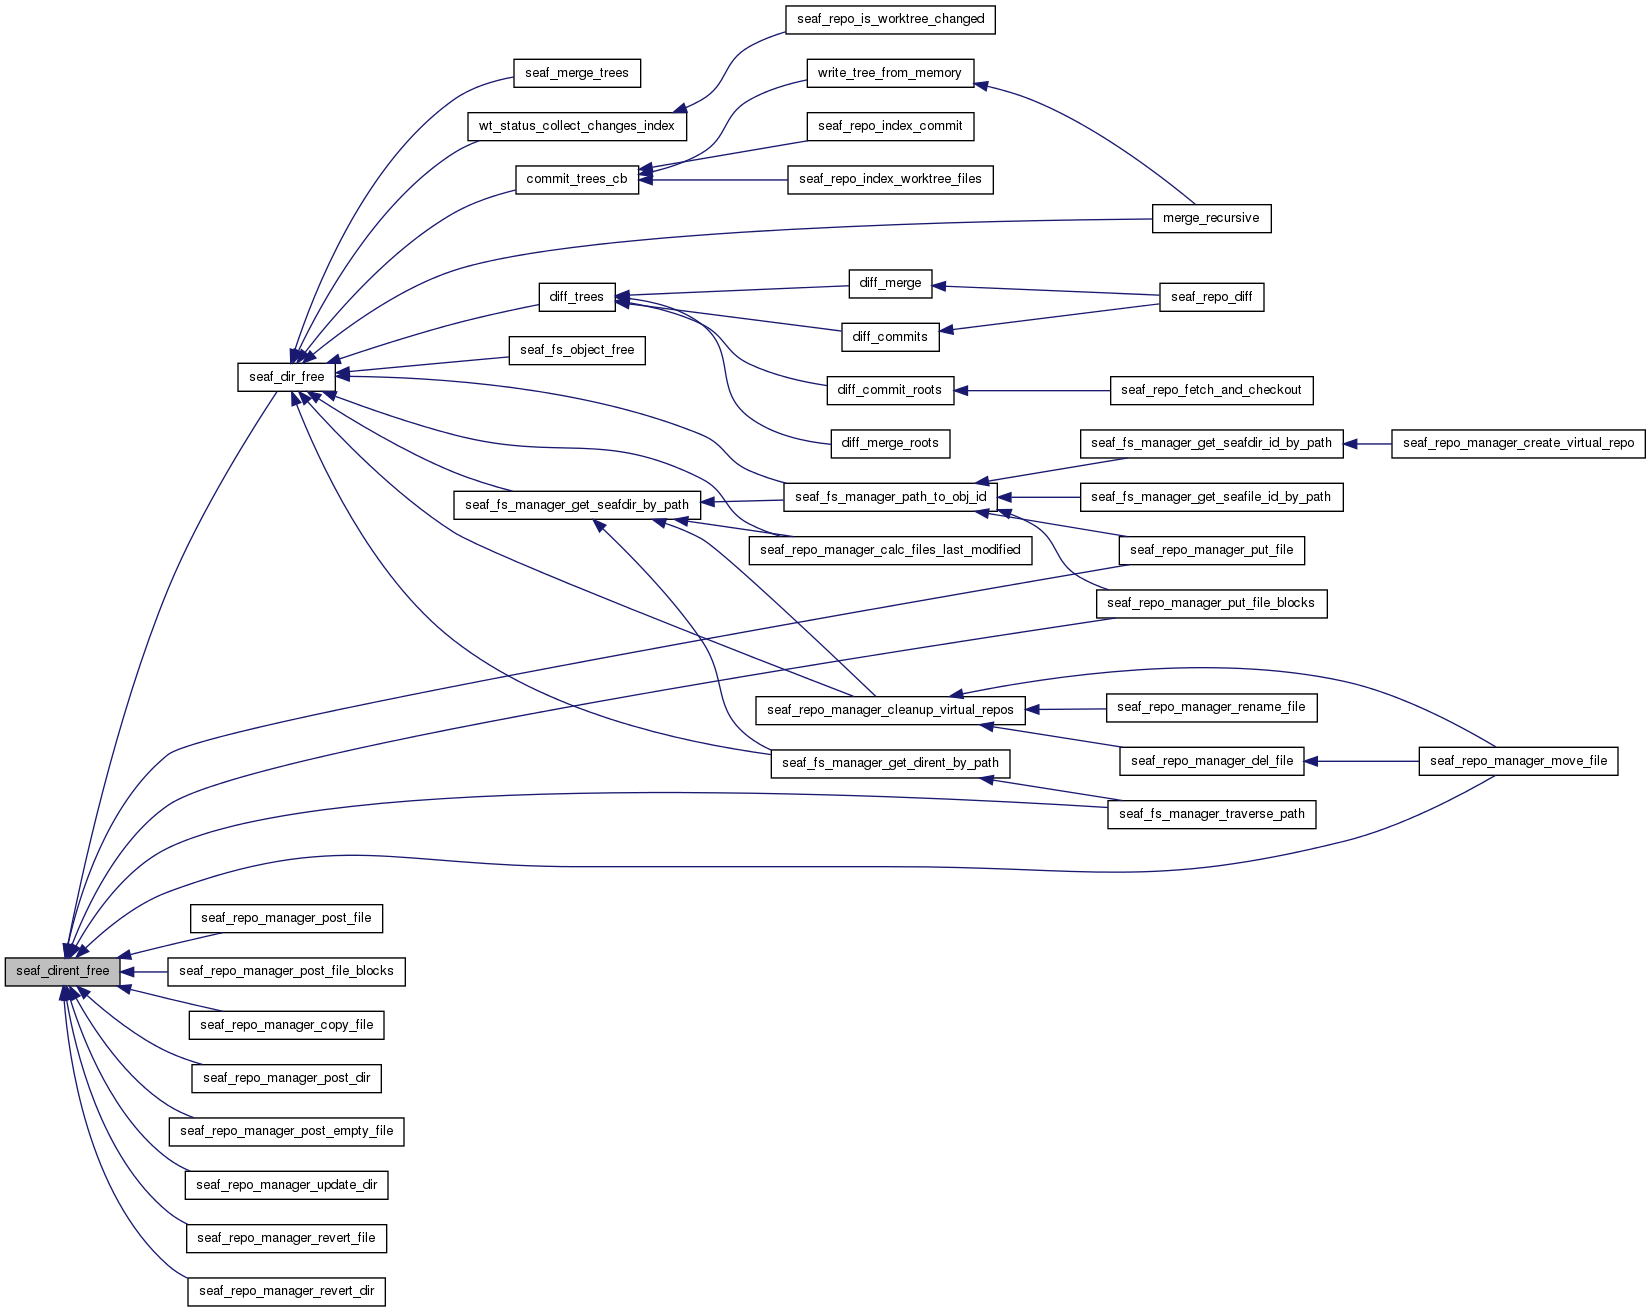 seaf_repo_is_worktree_changed
seaf_merge_trees
write_tree_from_memory
wt_status_collect_changes_index
seaf_repo_index_commit
commit_trees_cb
seaf_repo_index_worktree_files
merge_recursive
diff_trees
diff_merge
seaf_repo_diff
diff_commits
seaf_fs_object_free
seaf_dir_free
diff_commit_roots
seaf_repo_fetch_and_checkout
diff_merge_roots
seaf_fs_manager_get_seafdir_id_by_path
seaf_repo_manager_create_virtual_repo
seaf_fs_manager_get_seafdir_by_path
seaf_fs_manager_path_to_obj_id
seaf_fs_manager_get_seafile_id_by_path
seaf_repo_manager_calc_files_last_modified
seaf_repo_manager_put_file
seaf_repo_manager_put_file_blocks
seaf_repo_manager_cleanup_virtual_repos
seaf_repo_manager_rename_file
seaf_fs_manager_get_dirent_by_path
seaf_repo_manager_del_file
seaf_repo_manager_move_file
seaf_fs_manager_traverse_path
seaf_repo_manager_post_file
seaf_dirent_free
seaf_repo_manager_post_file_blocks
seaf_repo_manager_copy_file
seaf_repo_manager_post_dir
seaf_repo_manager_post_empty_file
seaf_repo_manager_update_dir
seaf_repo_manager_revert_file
seaf_repo_manager_revert_dir